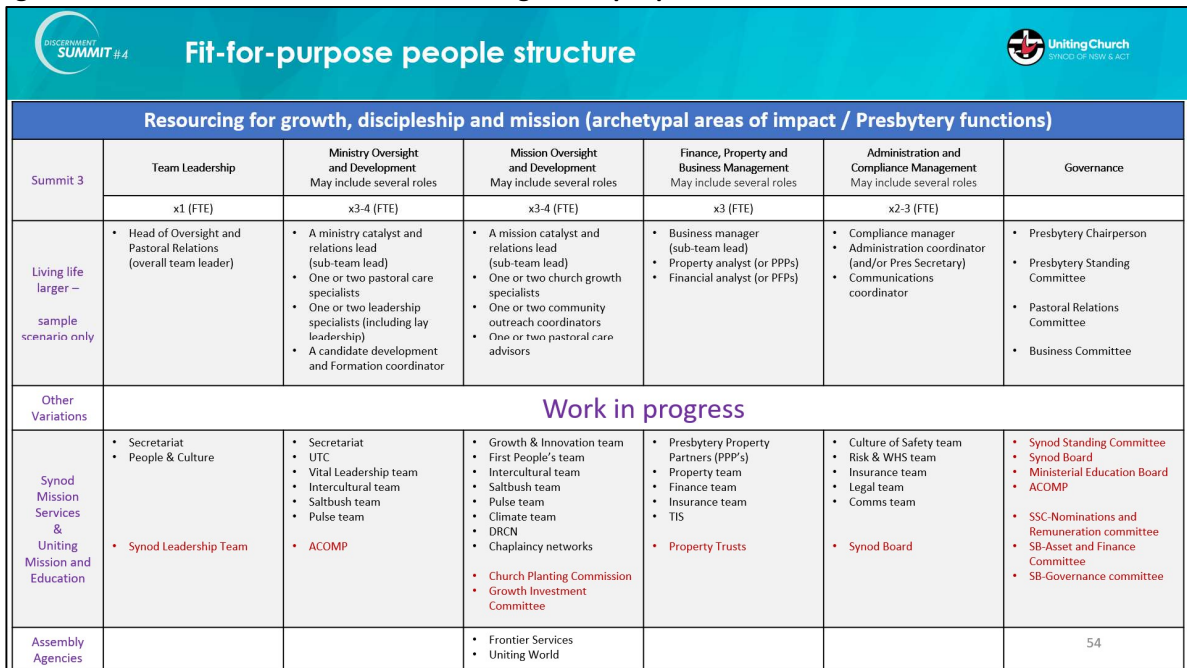 DISCERNMENT
SUMMIT #4
Fit-for-purpose people structure
Uniting Church
SYNOD OF NSW & ACT
Resourcing for growth, discipleship and mission (archetypal areas of impact / Presbytery functions)
Summit 3
Team Leadership
Ministry Oversight
and Development
May include several roles
Mission Oversight
and Development
May include several roles
Finance, Property and
Business Management
May include several roles
Administration and
Compliance Management
May include several roles
Governance
x1 (FTE)
x3-4 (FTE)
x3-4 (FTE)
x3 (FTE)
x2-3 (FTE)
Living life
larger –
sample
scenario only
• Head of Oversight and
Pastoral Relations
(overall team leader)
• A ministry catalyst and
relations lead
(sub-team lead)
• One or two pastoral care
specialists
• One or two leadership
specialists (including lay
leadership)
• A candidate development
and Formation coordinator
• A mission catalyst and
relations lead
(sub-team lead)
• One or two church growth
specialists
• One or two community
outreach coordinators
• One or two pastoral care
advisors
• Business manager
(sub-team lead)
• Property analyst (or PPPs)
• Financial analyst (or PFPs)
• Compliance manager
• Administration coordinator
(and/or Pres Secretary)
• Communications
coordinator
• Presbytery Chairperson
• Presbytery Standing
Committee
• Pastoral Relations
Committee
• Business Committee
Other
Variations
Work in progress
Synod
Mission
Services
&
Uniting
Mission and
Education
• Secretariat
• People & Culture
• Synod Leadership Team
• Secretariat
• UTC
• Vital Leadership team
• Intercultural team
• Saltbush team
• Pulse team
• ACOMP
• Growth & Innovation team
• First People's team
• Intercultural team
• Saltbush team
• Pulse team
• Climate team
• DRCN
• Chaplaincy networks
• Church Planting Commission
• Growth Investment
Committee
• Presbytery Property
Partners (PPP's)
• Property team
• Finance team
• Insurance team
• TIS
• Property Trusts
• Culture of Safety team
• Risk & WHS team
• Insurance team
• Legal team
• Comms team
• Synod Board
• Synod Standing Committee
• Synod Board
• Ministerial Education Board
• ACOMP
• SSC-Nominations and
Remuneration committee
• SB-Asset and Finance
Committee
• SB-Governance committee
Assembly
Agencies
• Frontier Services
• Uniting World
54